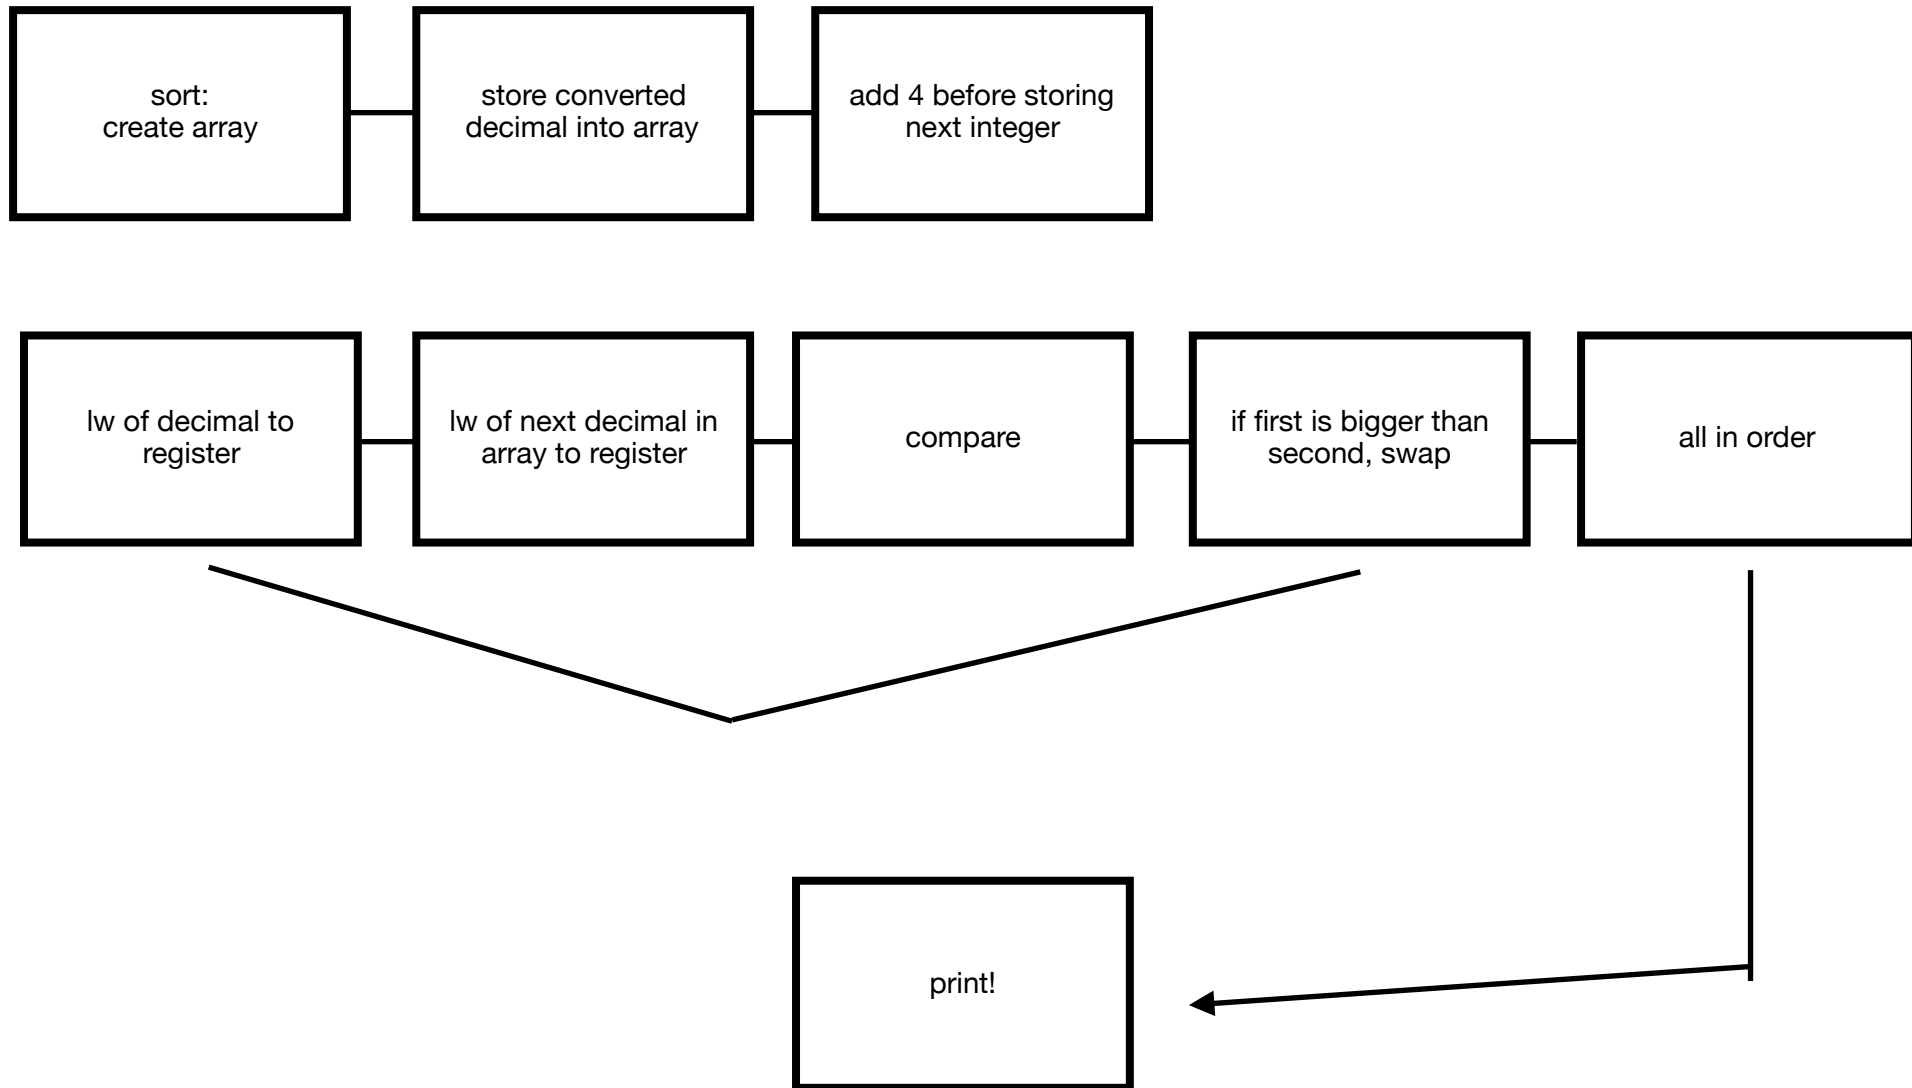 sort:
create array
store converted
decimal into array
add 4 before storing
next integer
lw of decimal to
register
lw of next decimal in
array to register
compare
if first is bigger than
second, swap
all in order
print!